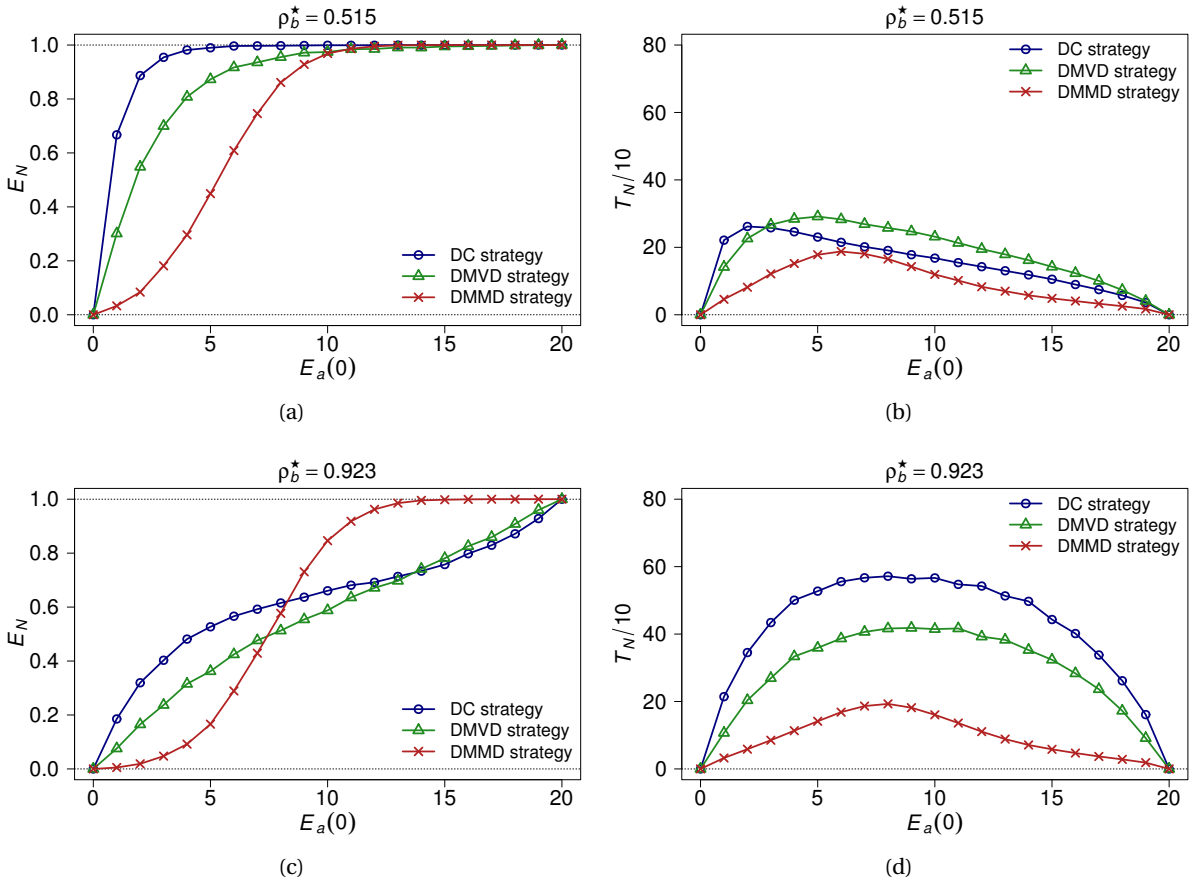 ρ*b = 0.515
1.0
0.8
0.6
0.4
0.2
0.0
E_N
DC strategy
DMVD strategy
DMMD strategy
0 5 10 15 20
E_a(0)
(a)
ρ*b = 0.515
80
60
40
20
0
T_N/10
DC strategy
DMVD strategy
DMMD strategy
0 5 10 15 20
E_a(0)
(b)
ρ*b = 0.923
1.0
0.8
0.6
0.4
0.2
0.0
E_N
DC strategy
DMVD strategy
DMMD strategy
0 5 10 15 20
E_a(0)
(c)
ρ*b = 0.923
80
60
40
20
0
T_N/10
DC strategy
DMVD strategy
DMMD strategy
0 5 10 15 20
E_a(0)
(d)